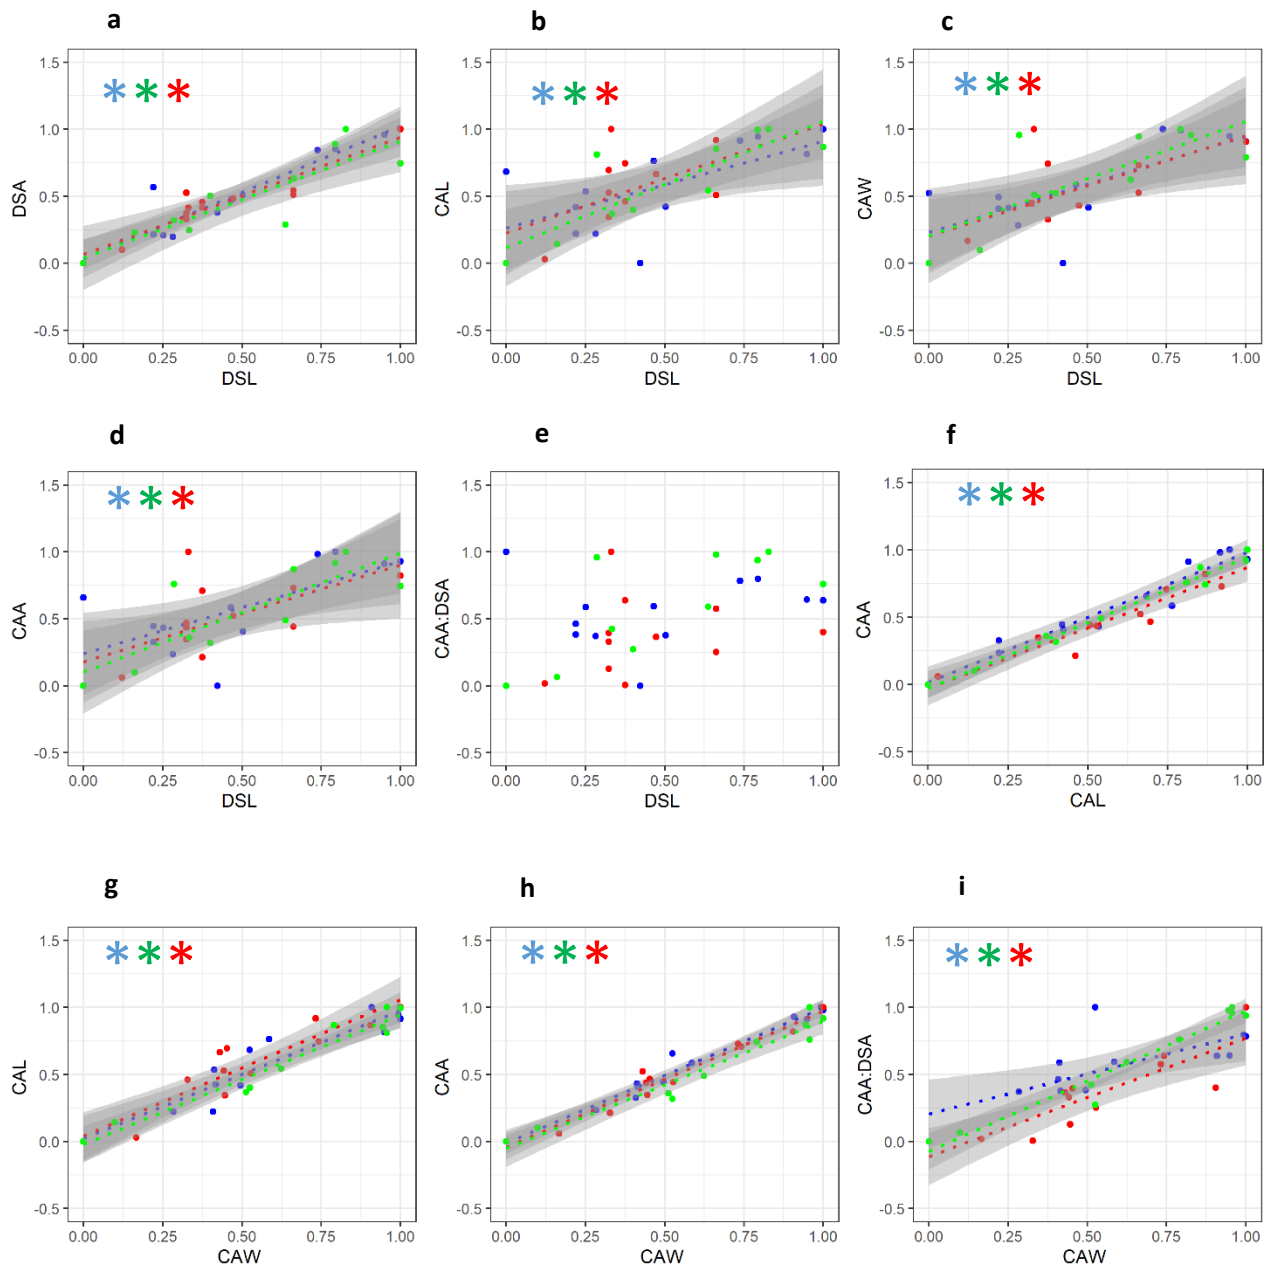 a b c
1.5 1.5 1.5
* * * * * * * * *
1.0 1.0 1.0
DSA CAL CAW
0.5 0.5 0.5
0.0 0.0 0.0
-0.5 -0.5 -0.5
0.00 0.25 0.50 0.75 1.00 0.00 0.25 0.50 0.75 1.00 0.00 0.25 0.50 0.75 1.00
DSL DSL DSL
d e f
1.5 1.5 1.5
* * * * * *
1.0 1.0 1.0
CAA CAA:DSA CAA
0.5 0.5 0.5
0.0 0.0 0.0
-0.5 -0.5 -0.5
0.00 0.25 0.50 0.75 1.00 0.00 0.25 0.50 0.75 1.00 0.00 0.25 0.50 0.75 1.00
DSL DSL CAL
g h i
1.5 1.5 1.5
* * * * * * * * *
1.0 1.0 1.0
CAL CAA CAA:DSA
0.5 0.5 0.5
0.0 0.0 0.0
-0.5 -0.5 -0.5
0.00 0.25 0.50 0.75 1.00 0.00 0.25 0.50 0.75 1.00 0.00 0.25 0.50 0.75 1.00
CAW CAW CAW